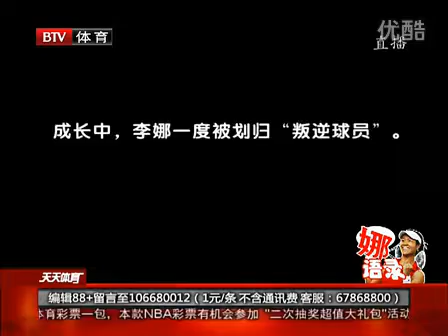 BTV 体育
优酷
直播
成长中，李娜一度被划归“叛逆球员”。
娜
语录
天天体育
编辑88+留言至106680012（1元/条 不含通讯费 客服：67868800）
体育彩票一包，本款NBA彩票有机会参加“二次抽奖超值大礼包”活动